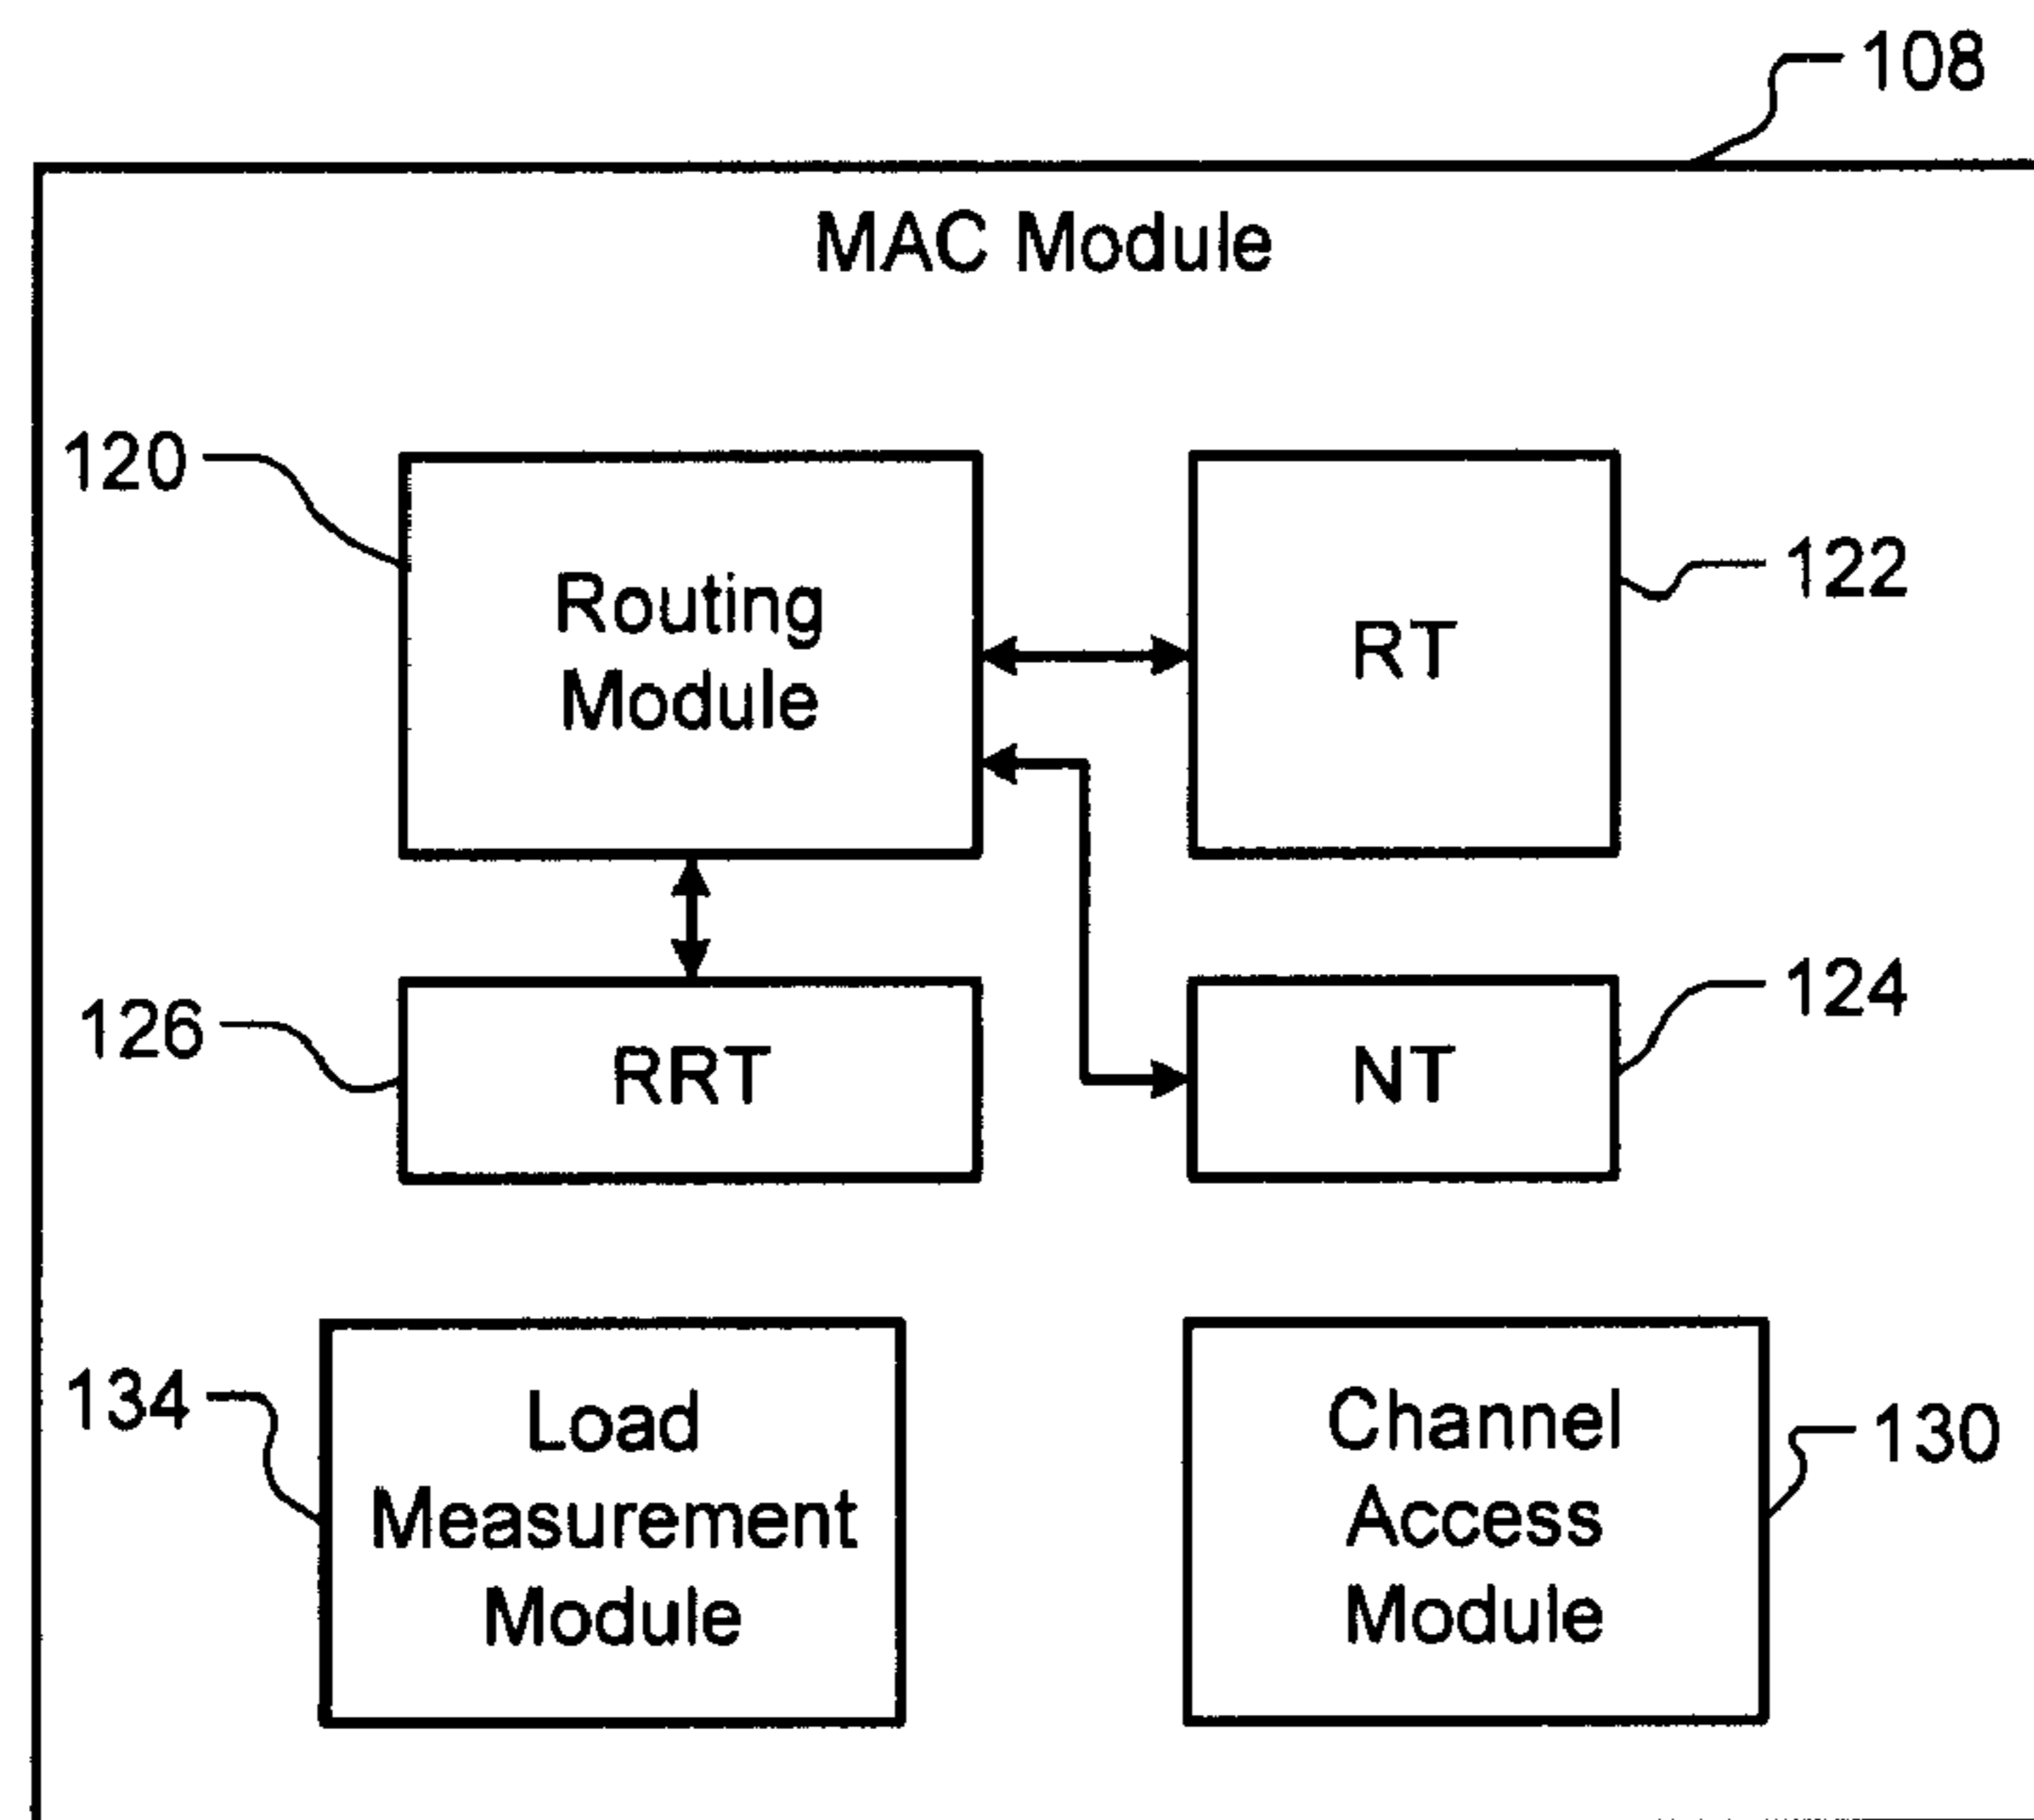 108
MAC Module
120
Routing
Module
RT
122
126
RRT
NT
124
134
Load
Measurement
Module
Channel
Access
Module
130